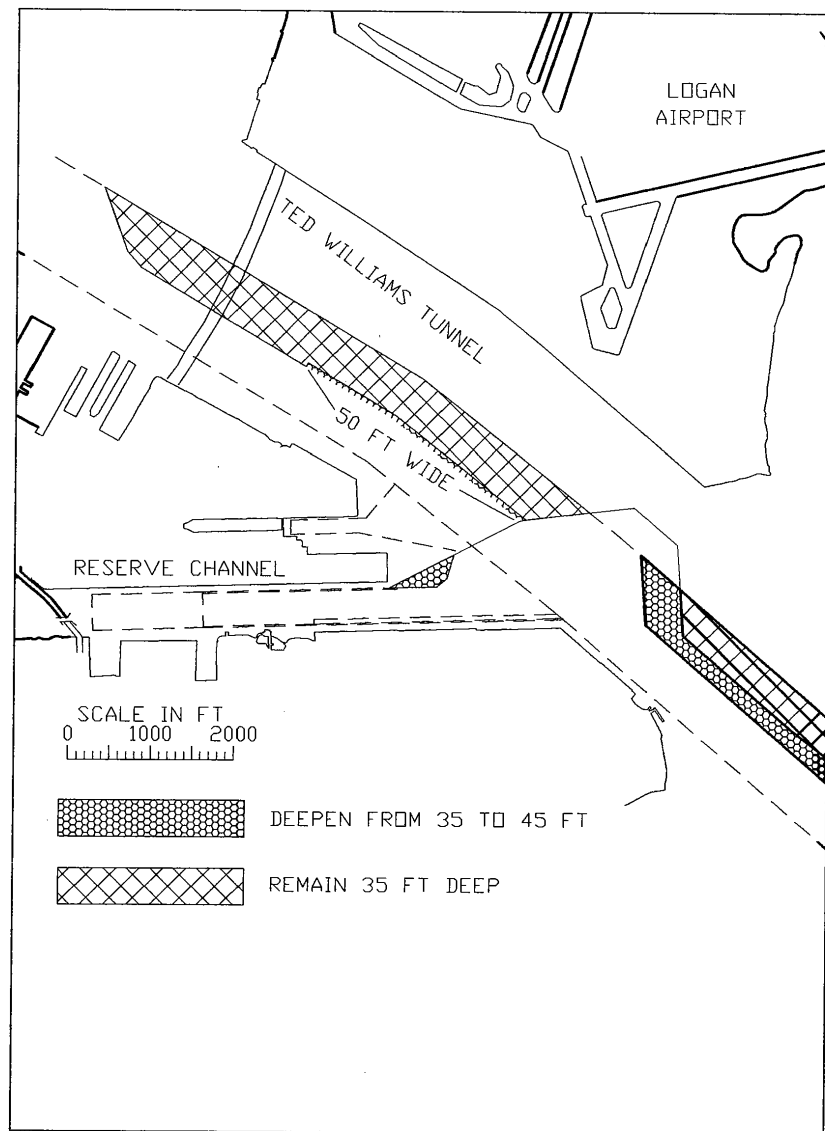 LOGAN
AIRPORT
TED WILLIAMS TUNNEL
50 FT WIDE
RESERVE CHANNEL
SCALE IN FT
0 1000 2000
DEEPEN FROM 35 TO 45 FT
REMAIN 35 FT DEEP